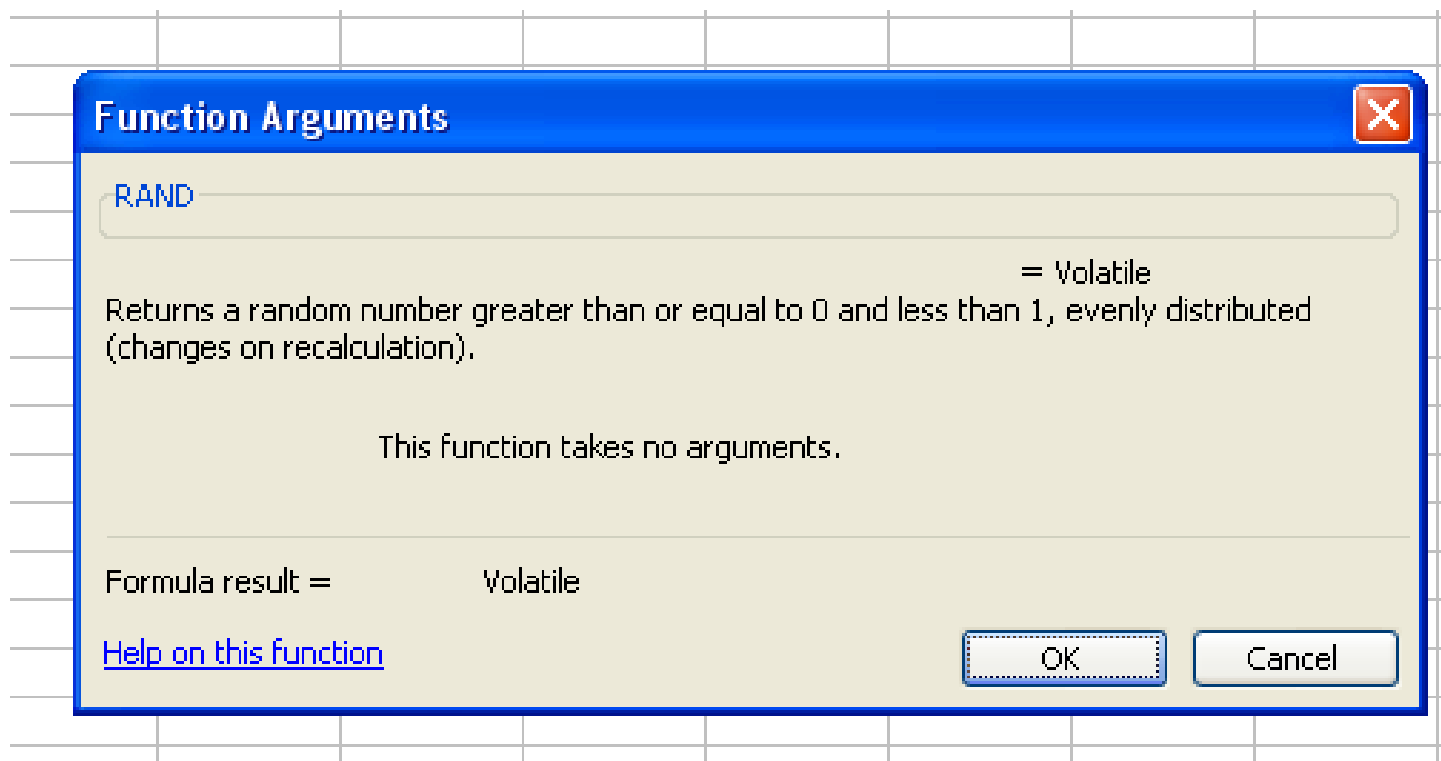 Function Arguments
RAND
= Volatile
Returns a random number greater than or equal to 0 and less than 1, evenly distributed
(changes on recalculation).
This function takes no arguments.
Formula result = Volatile
Help on this function
OK Cancel